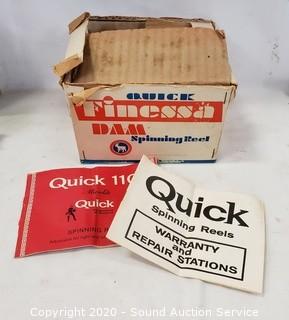 QUICK
Finessa
DAM
Spinning Reel
Quick 110
Quick
SPINNING R
Quick
Spinning Reels
WARRANTY
and
REPAIR STATIONS
Copyright 2020 - Sound Auction Service